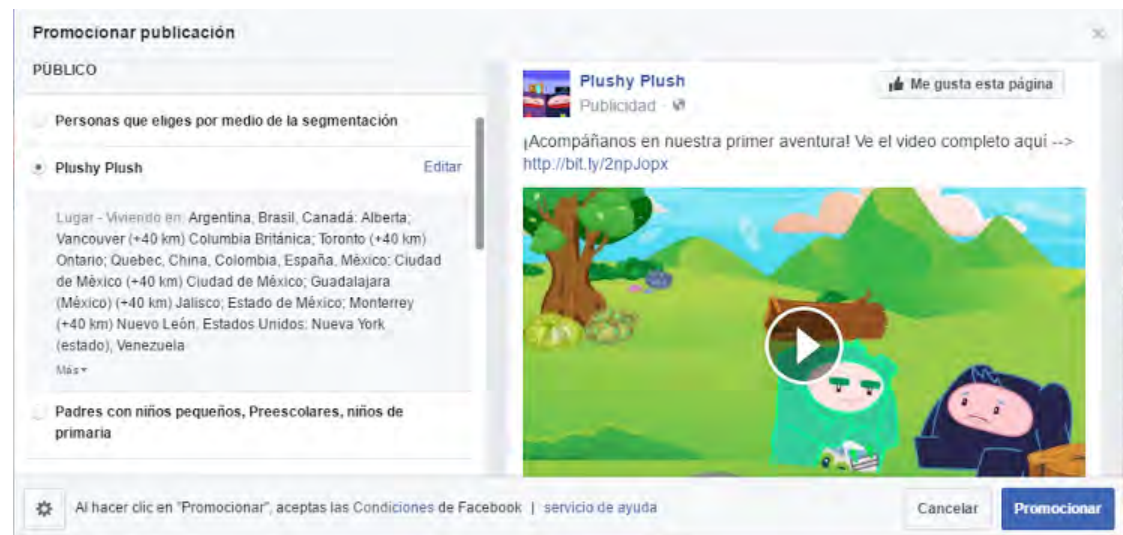 Promocionar publicación
PÚBLICO
Personas que eliges por medio de la segmentación
Plushy Plush Editar
Lugar - Viviendo en: Argentina, Brasil, Canadá: Alberta;
Vancouver (+40 km) Columbia Británica; Toronto (+40 km)
Ontario; Quebec, China, Colombia, España, México: Ciudad
de México (+40 km) Ciudad de México; Guadalajara
(México) (+40 km) Jalisco; Estado de México; Monterrey
(+40 km) Nuevo León, Estados Unidos: Nueva York
(estado), Venezuela
Más
Padres con niños pequeños, Preescolares, niños de
primaria
Plushy Plush
Publicidad ·
Me gusta esta página
¡Acompáñanos en nuestra primer aventura! Ve el video completo aquí -->
http://bit.ly/2npJopx
Al hacer clic en "Promocionar", aceptas las Condiciones de Facebook | servicio de ayuda
Cancelar
Promocionar